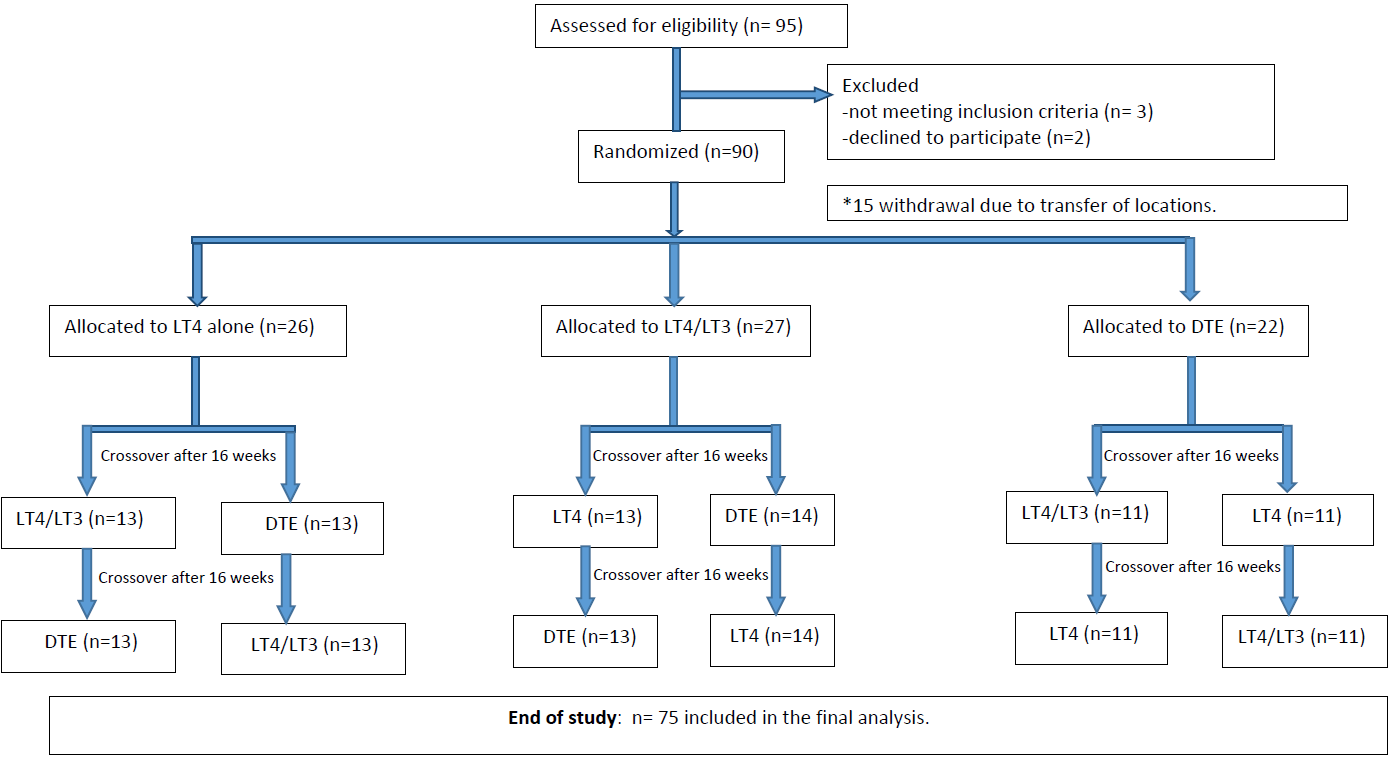 Assessed for eligibility (n= 95)
Excluded
-not meeting inclusion criteria (n= 3)
-declined to participate (n=2)
Randomized (n=90)
*15 withdrawal due to transfer of locations.
Allocated to LT4 alone (n=26)
Allocated to LT4/LT3 (n=27)
Allocated to DTE (n=22)
Crossover after 16 weeks
Crossover after 16 weeks
Crossover after 16 weeks
LT4/LT3 (n=13)
DTE (n=13)
LT4 (n=13)
DTE (n=14)
LT4/LT3 (n=11)
LT4 (n=11)
Crossover after 16 weeks
Crossover after 16 weeks
Crossover after 16 weeks
DTE (n=13)
LT4/LT3 (n=13)
DTE (n=13)
LT4 (n=14)
LT4 (n=11)
LT4/LT3 (n=11)
End of study:  n= 75 included in the final analysis.